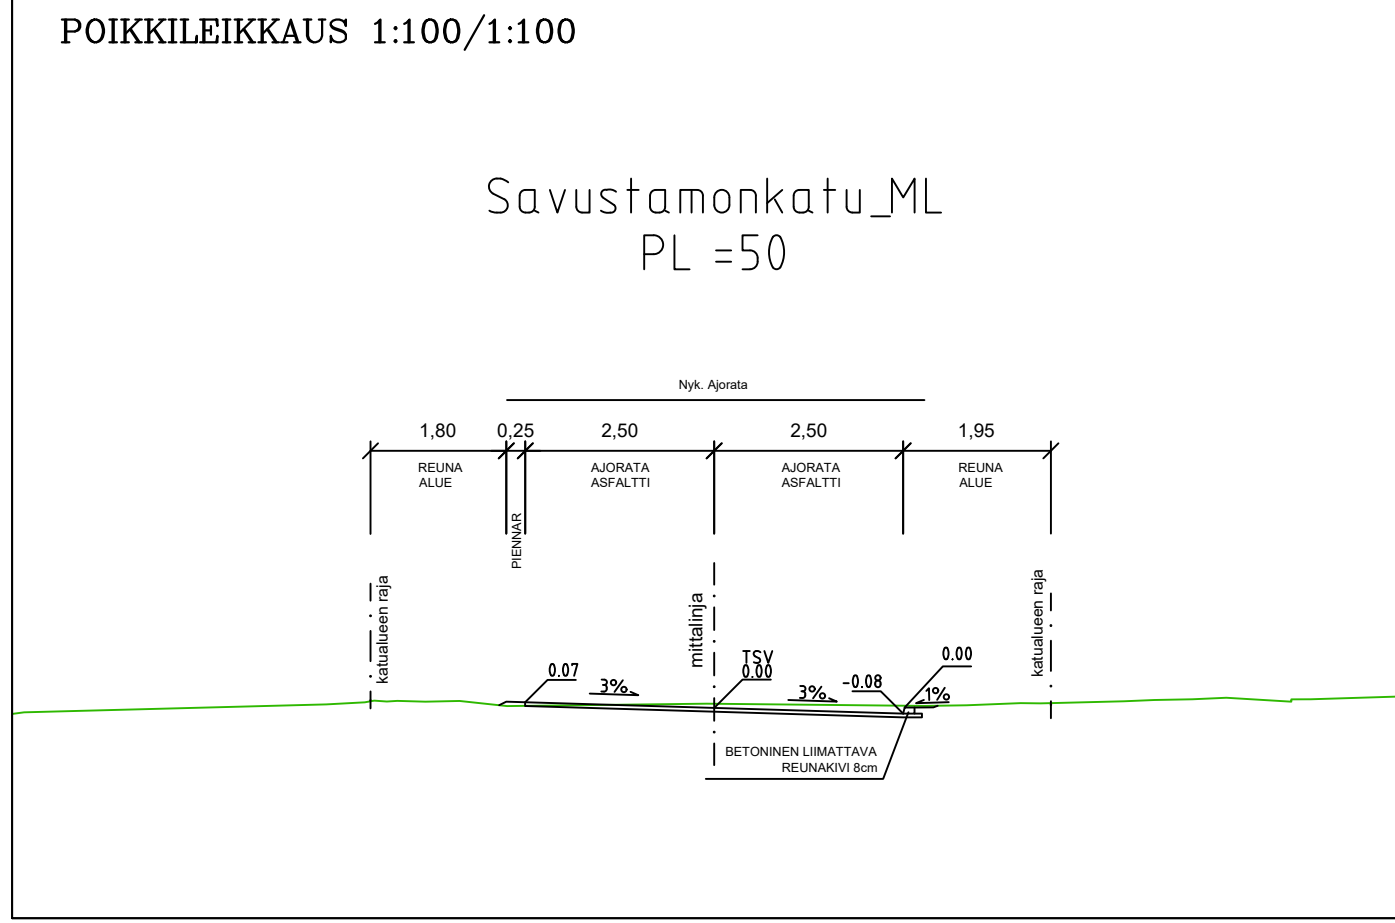 POIKKILEIKKAUS 1:100/1:100
Savustamonkatu_ML
PL =50
Nyk. Ajorata
1,80
0,25
2,50
2,50
1,95
REUNA
ALUE
PIENNAR
AJORATA
ASFALTTI
AJORATA
ASFALTTI
REUNA
ALUE
katualueen raja
mittalinja
katualueen raja
0.07
3%
TSV
0.00
3%
-0.08
0.00
1%
BETONINEN LIIMATTAVA
REUNAKIVI 8cm